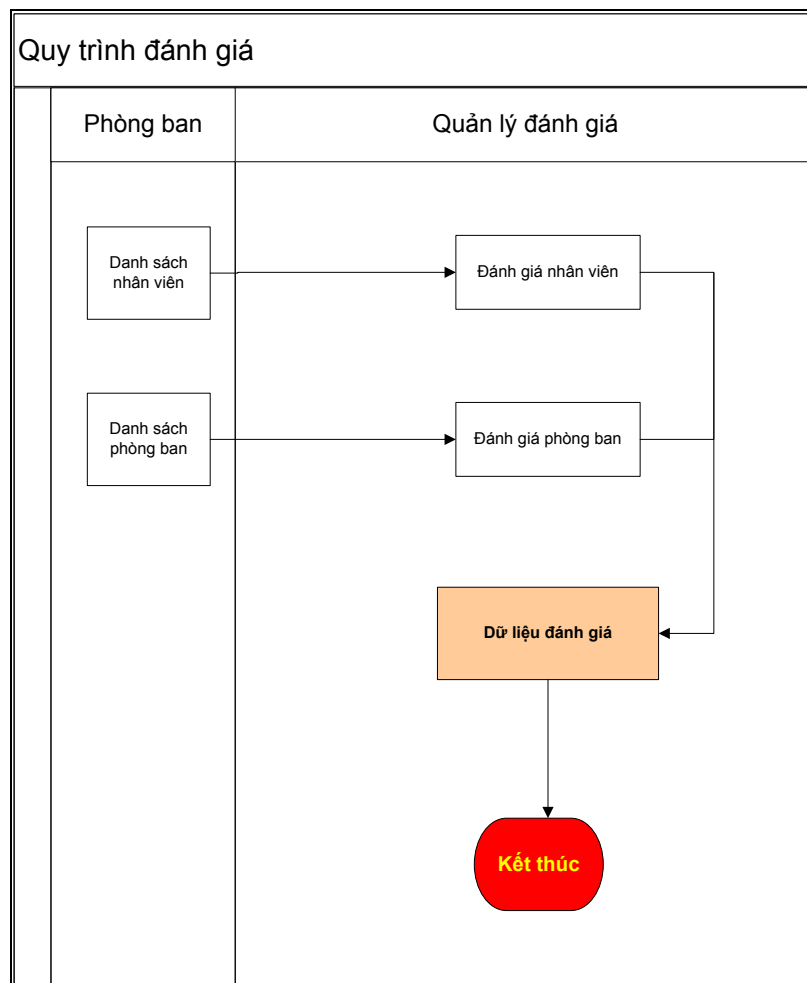 Quy trình đánh giá
Phòng ban
Quản lý đánh giá
Danh sách
nhân viên
Đánh giá nhân viên
Danh sách
phòng ban
Đánh giá phòng ban
Dữ liệu đánh giá
Kết thúc